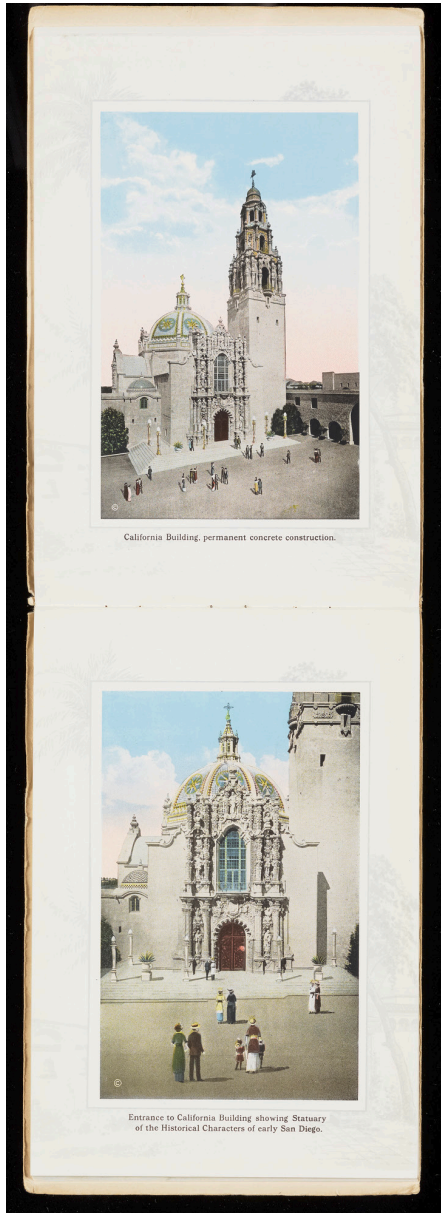 ©
California Building, permanent concrete construction.
©
Entrance to California Building showing Statuary
of the Historical Characters of early San Diego.